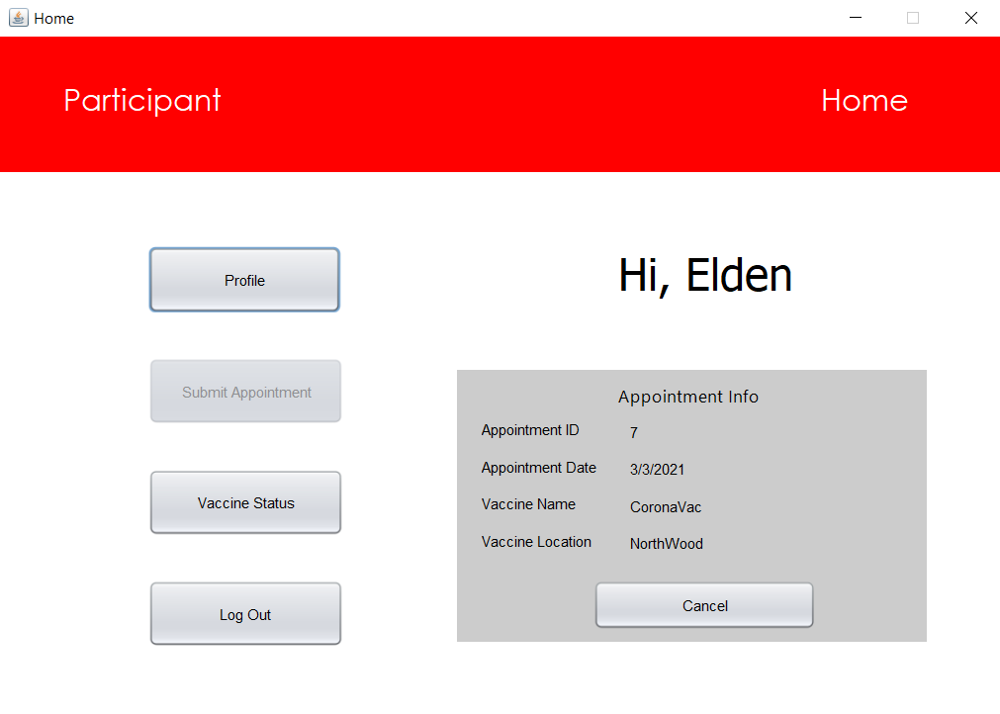 Home
Participant Home
Profile
Submit Appointment
Vaccine Status
Log Out
Hi, Elden
Appointment Info
Appointment ID 7
Appointment Date 3/3/2021
Vaccine Name CoronaVac
Vaccine Location NorthWood
Cancel